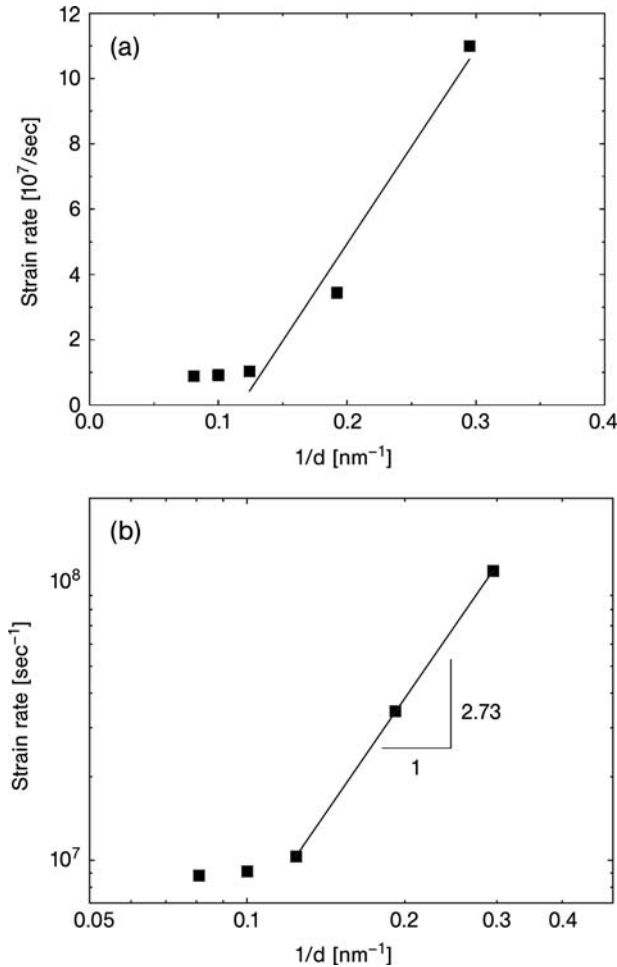 (a)
12
10
8
6
4
2
0
Strain rate [10⁷/sec]
0.0 0.1 0.2 0.3 0.4
1/d [nm⁻¹]
(b)
10⁸
10⁷
Strain rate [sec⁻¹]
2.73
1
0.05 0.1 0.2 0.3 0.4
1/d [nm⁻¹]